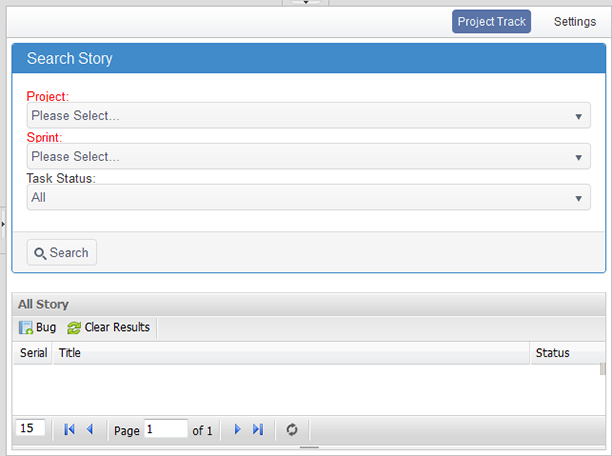 Project Track Settings
Search Story
Project:
Please Select...
Sprint:
Please Select...
Task Status:
All
Search
All Story
Bug Clear Results
Serial Title Status
15 Page 1 of 1